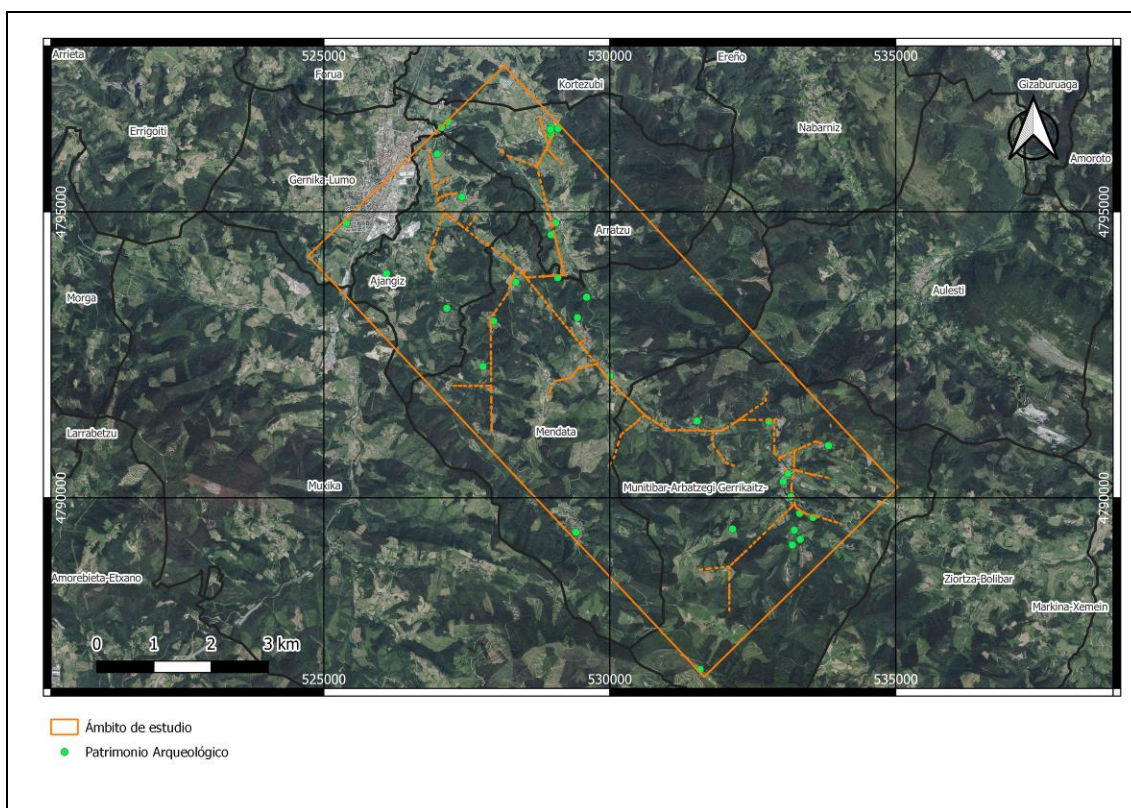 525000 530000 535000
Arrieta
Forua
Kortezubi
Ereño
Gizaburuaga
Errigoiti
Nabarniz
Amoroto
Gernika-Lumo
4795000
4795000
Arratzu
Ajangiz
Morga
Aulesti
Larrabetzu
Mendata
Muxika
Munitibar-Arbatzegi Gerrikaitz-
4790000
4790000
Amorebieta-Etxano
Ziortza-Bolibar
Markina-Xemein
0 1 2 3 km
525000 530000 535000
Ámbito de estudio
Patrimonio Arqueológico